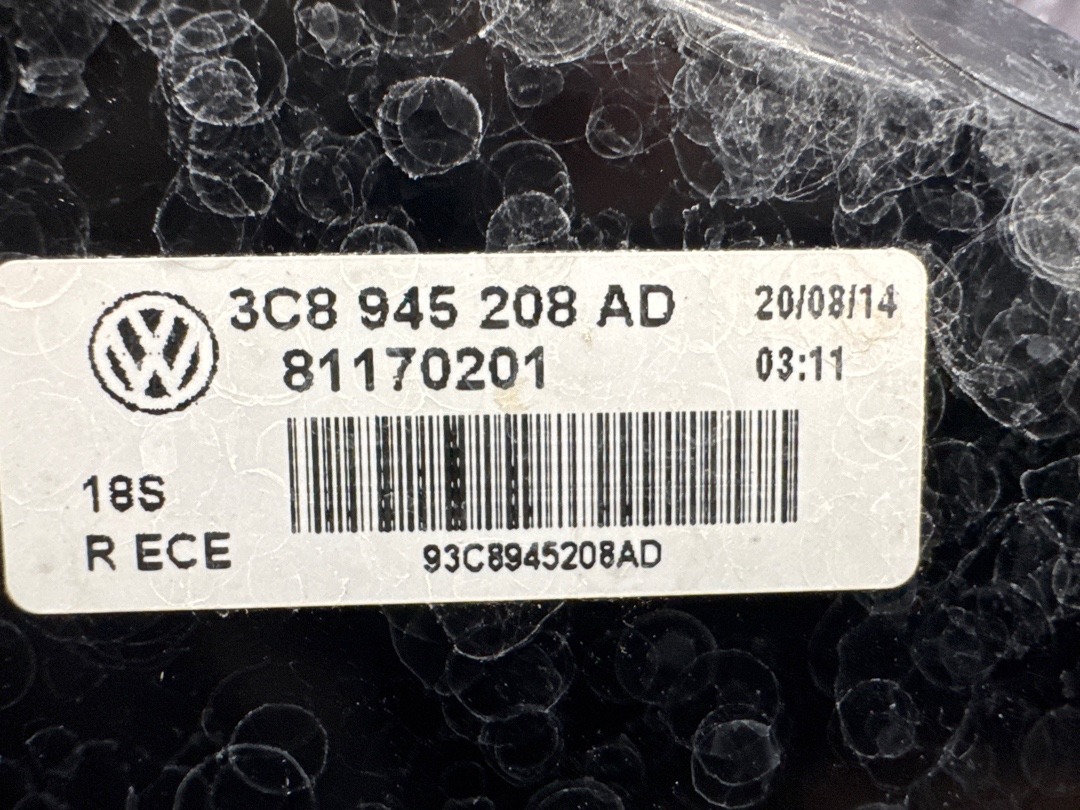 3C8 945 208 AD 20/08/14
81170201 03:11
18S
R ECE
93C8945208AD